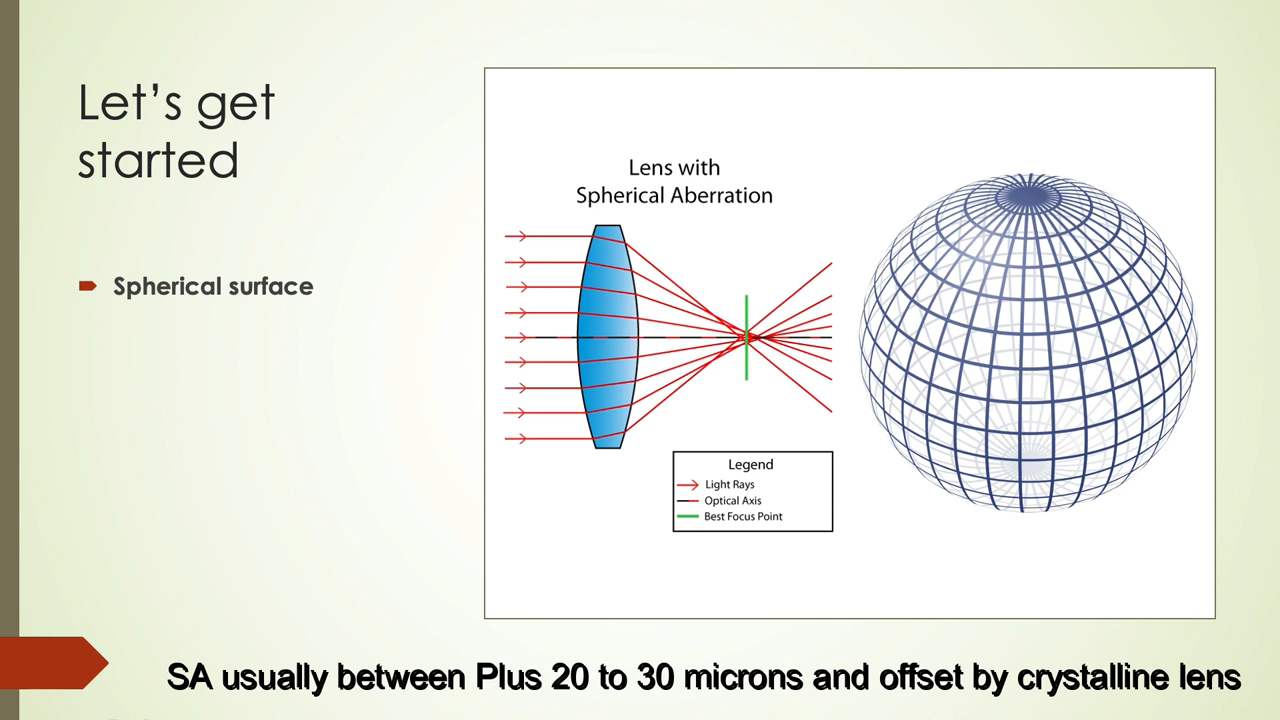 Let's get
started
Spherical surface
Lens with
Spherical Aberration
Legend
Light Rays
Optical Axis
Best Focus Point
SA usually between Plus 20 to 30 microns and offset by crystalline lens